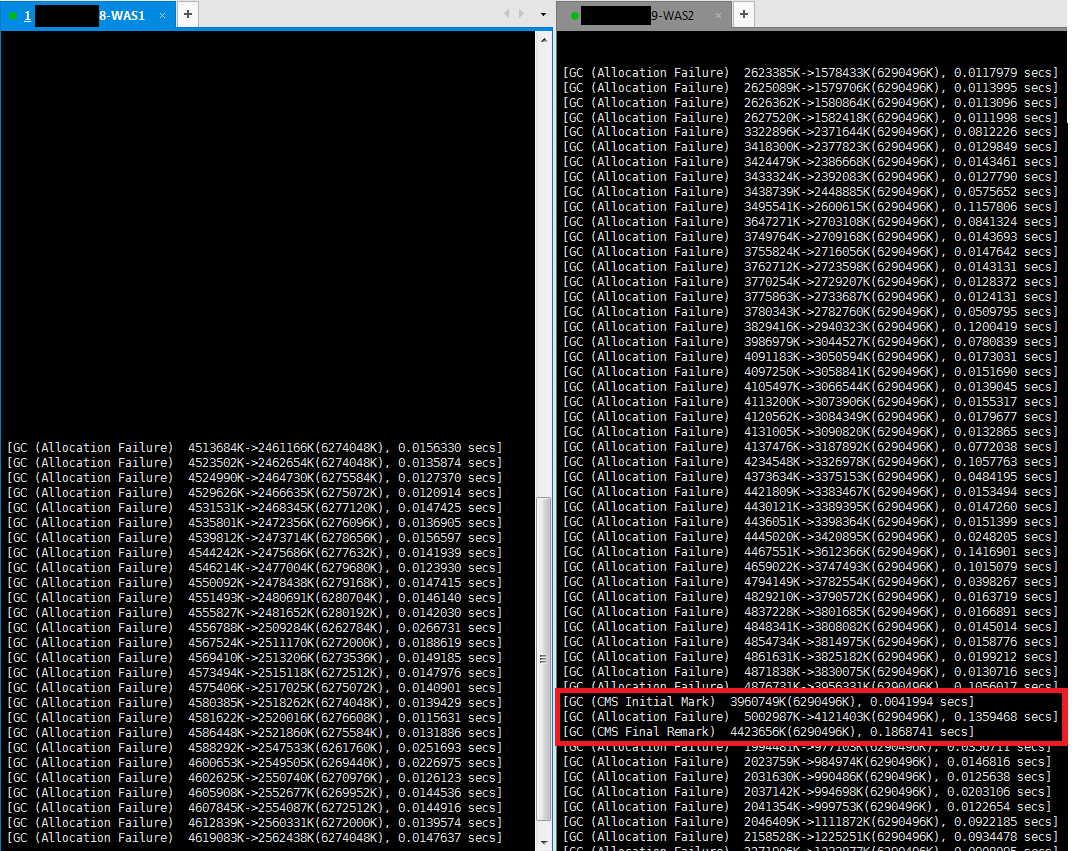 1 8-WAS1 × +
[GC (Allocation Failure)  4513684K->2461166K(6274048K), 0.0156330 secs]
[GC (Allocation Failure)  4523502K->2462654K(6274048K), 0.0135874 secs]
[GC (Allocation Failure)  4524990K->2464730K(6275584K), 0.0127370 secs]
[GC (Allocation Failure)  4529626K->2466635K(6275072K), 0.0120914 secs]
[GC (Allocation Failure)  4531531K->2468345K(6277120K), 0.0147425 secs]
[GC (Allocation Failure)  4535801K->2472356K(6276096K), 0.0136905 secs]
[GC (Allocation Failure)  4539812K->2473714K(6278656K), 0.0156597 secs]
[GC (Allocation Failure)  4544242K->2475686K(6277632K), 0.0141939 secs]
[GC (Allocation Failure)  4546214K->2477004K(6279680K), 0.0123930 secs]
[GC (Allocation Failure)  4550092K->2478438K(6279168K), 0.0147415 secs]
[GC (Allocation Failure)  4551493K->2480691K(6280704K), 0.0146140 secs]
[GC (Allocation Failure)  4555827K->2481652K(6280192K), 0.0142030 secs]
[GC (Allocation Failure)  4556788K->2509284K(6262784K), 0.0266731 secs]
[GC (Allocation Failure)  4567524K->2511170K(6272000K), 0.0188619 secs]
[GC (Allocation Failure)  4569410K->2513206K(6273536K), 0.0149185 secs]
[GC (Allocation Failure)  4573494K->2515118K(6272512K), 0.0147976 secs]
[GC (Allocation Failure)  4575406K->2517025K(6275072K), 0.0140901 secs]
[GC (Allocation Failure)  4580385K->2518262K(6274048K), 0.0139429 secs]
[GC (Allocation Failure)  4581622K->2520016K(6276608K), 0.0115631 secs]
[GC (Allocation Failure)  4586448K->2521860K(6275584K), 0.0131886 secs]
[GC (Allocation Failure)  4588292K->2547533K(6261760K), 0.0251693 secs]
[GC (Allocation Failure)  4600653K->2549505K(6269440K), 0.0226975 secs]
[GC (Allocation Failure)  4602625K->2550740K(6270976K), 0.0126123 secs]
[GC (Allocation Failure)  4605908K->2552677K(6269952K), 0.0144536 secs]
[GC (Allocation Failure)  4607845K->2554087K(6272512K), 0.0144916 secs]
[GC (Allocation Failure)  4612839K->2560331K(6272000K), 0.0139574 secs]
[GC (Allocation Failure)  4619083K->2562438K(6274048K), 0.0147637 secs]
9-WAS2 × +
[GC (Allocation Failure)  2623385K->1578433K(6290496K), 0.0117979 secs]
[GC (Allocation Failure)  2625089K->1579706K(6290496K), 0.0113995 secs]
[GC (Allocation Failure)  2626362K->1580864K(6290496K), 0.0113096 secs]
[GC (Allocation Failure)  2627520K->1582418K(6290496K), 0.0111998 secs]
[GC (Allocation Failure)  3322896K->2371644K(6290496K), 0.0812226 secs]
[GC (Allocation Failure)  3418300K->2377823K(6290496K), 0.0129849 secs]
[GC (Allocation Failure)  3424479K->2386668K(6290496K), 0.0143461 secs]
[GC (Allocation Failure)  3433324K->2392083K(6290496K), 0.0127790 secs]
[GC (Allocation Failure)  3438739K->2448885K(6290496K), 0.0575652 secs]
[GC (Allocation Failure)  3495541K->2600615K(6290496K), 0.1157806 secs]
[GC (Allocation Failure)  3647271K->2703108K(6290496K), 0.0841324 secs]
[GC (Allocation Failure)  3749764K->2709168K(6290496K), 0.0143693 secs]
[GC (Allocation Failure)  3755824K->2716056K(6290496K), 0.0147642 secs]
[GC (Allocation Failure)  3762712K->2723598K(6290496K), 0.0143131 secs]
[GC (Allocation Failure)  3770254K->2729207K(6290496K), 0.0128372 secs]
[GC (Allocation Failure)  3775863K->2733687K(6290496K), 0.0124131 secs]
[GC (Allocation Failure)  3780343K->2782760K(6290496K), 0.0509795 secs]
[GC (Allocation Failure)  3829416K->2940323K(6290496K), 0.1200419 secs]
[GC (Allocation Failure)  3986979K->3044527K(6290496K), 0.0780839 secs]
[GC (Allocation Failure)  4091183K->3050594K(6290496K), 0.0173031 secs]
[GC (Allocation Failure)  4097250K->3058841K(6290496K), 0.0151690 secs]
[GC (Allocation Failure)  4105497K->3066544K(6290496K), 0.0139045 secs]
[GC (Allocation Failure)  4113200K->3073906K(6290496K), 0.0155317 secs]
[GC (Allocation Failure)  4120562K->3084349K(6290496K), 0.0179677 secs]
[GC (Allocation Failure)  4131005K->3090820K(6290496K), 0.0132865 secs]
[GC (Allocation Failure)  4137476K->3187892K(6290496K), 0.0772038 secs]
[GC (Allocation Failure)  4234548K->3326978K(6290496K), 0.1057763 secs]
[GC (Allocation Failure)  4373634K->3375153K(6290496K), 0.0484195 secs]
[GC (Allocation Failure)  4421809K->3383467K(6290496K), 0.0153494 secs]
[GC (Allocation Failure)  4430121K->3389395K(6290496K), 0.0147260 secs]
[GC (Allocation Failure)  4436051K->3398364K(6290496K), 0.0151399 secs]
[GC (Allocation Failure)  4445020K->3420895K(6290496K), 0.0248205 secs]
[GC (Allocation Failure)  4467551K->3612366K(6290496K), 0.1416901 secs]
[GC (Allocation Failure)  4659022K->3747493K(6290496K), 0.1015079 secs]
[GC (Allocation Failure)  4794149K->3782554K(6290496K), 0.0398267 secs]
[GC (Allocation Failure)  4829210K->3790572K(6290496K), 0.0163719 secs]
[GC (Allocation Failure)  4837228K->3801685K(6290496K), 0.0166891 secs]
[GC (Allocation Failure)  4848341K->3808082K(6290496K), 0.0145014 secs]
[GC (Allocation Failure)  4854734K->3814975K(6290496K), 0.0158776 secs]
[GC (Allocation Failure)  4861631K->3825182K(6290496K), 0.0199212 secs]
[GC (Allocation Failure)  4871838K->3830075K(6290496K), 0.0130716 secs]
[GC (Allocation Failure)  4876731K->3956331K(6290496K), 0.1056017 secs]
[GC (CMS Initial Mark)  3960749K(6290496K), 0.0041994 secs]
[GC (Allocation Failure)  5002987K->4121403K(6290496K), 0.1359468 secs]
[GC (CMS Final Remark)  4423656K(6290496K), 0.1868741 secs]
[GC (Allocation Failure)  1994481K->977103K(6290496K), 0.0356711 secs]
[GC (Allocation Failure)  2023759K->984974K(6290496K), 0.0146816 secs]
[GC (Allocation Failure)  2031630K->990486K(6290496K), 0.0125638 secs]
[GC (Allocation Failure)  2037142K->994698K(6290496K), 0.0203106 secs]
[GC (Allocation Failure)  2041354K->999753K(6290496K), 0.0122654 secs]
[GC (Allocation Failure)  2046409K->1111872K(6290496K), 0.0922185 secs]
[GC (Allocation Failure)  2158528K->1225251K(6290496K), 0.0934478 secs]
[GC (Allocation Failure)